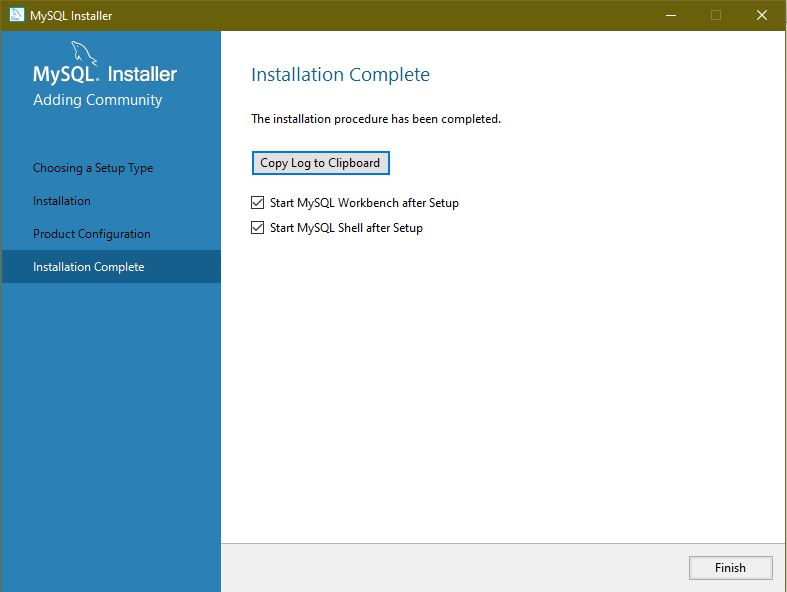 MySQL Installer
MySQL. Installer
Adding Community
Choosing a Setup Type
Installation
Product Configuration
Installation Complete
Installation Complete
The installation procedure has been completed.
Copy Log to Clipboard
Start MySQL Workbench after Setup
Start MySQL Shell after Setup
Finish